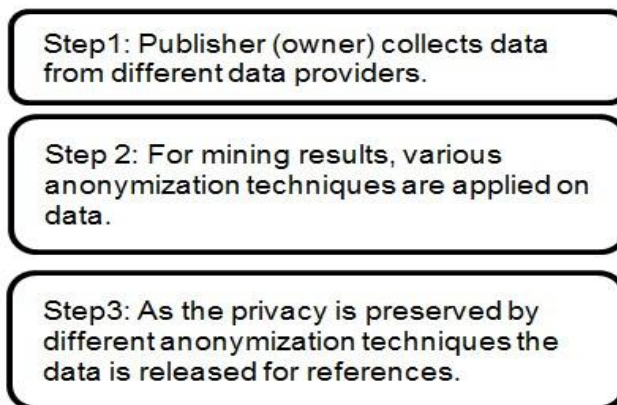 Step1: Publisher (owner) collects data
from different data providers.
Step 2: For mining results, various
anonymization techniques are applied on
data.
Step3: As the privacy is preserved by
different anonymization techniques the
data is released for references.